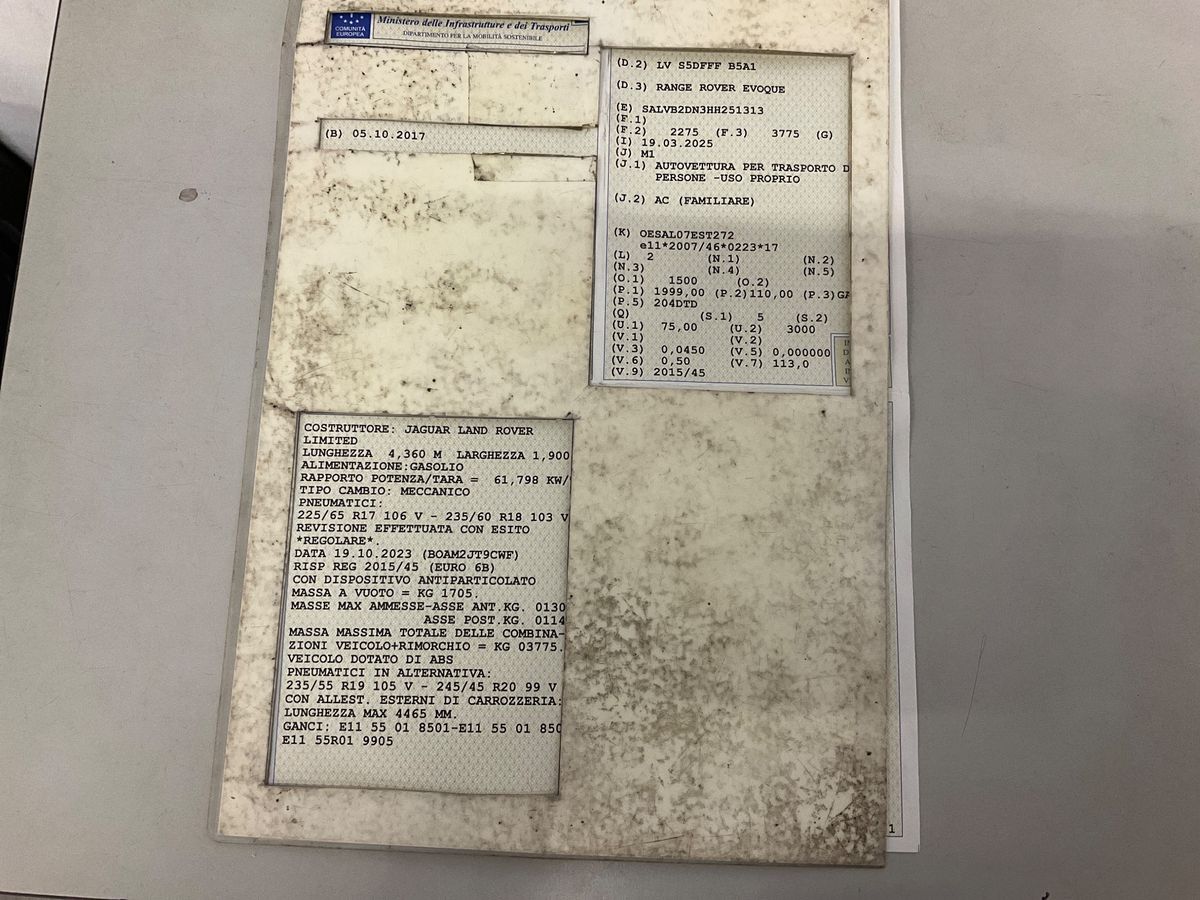 COMUNITÀ
EUROPEA
Ministero delle Infrastrutture e dei Trasporti
DIPARTIMENTO PER LA MOBILITÀ SOSTENIBILE
(B) 05.10.2017
(D.2) LV S5DFFF B5A1
(D.3) RANGE ROVER EVOQUE
(E) SALVB2DN3HH251313
(F.1)
(F.2) 2275 (F.3) 3775 (G)
(I) 19.03.2025
(J) M1
(J.1) AUTOVETTURA PER TRASPORTO D
PERSONE -USO PROPRIO
(J.2) AC (FAMILIARE)
(K) OESAL07EST272
e11*2007/46*0223*17
(L) 2 (N.1) (N.2)
(N.3) (N.4) (N.5)
(O.1) 1500 (O.2)
(P.1) 1999,00 (P.2)110,00 (P.3)GA
(P.5) 204DTD
(Q) (S.1) 5 (S.2)
(U.1) 75,00 (U.2) 3000
(V.1) (V.2)
(V.3) 0,0450 (V.5) 0,000000
(V.6) 0,50 (V.7) 113,0
(V.9) 2015/45
COSTRUTTORE: JAGUAR LAND ROVER
LIMITED
LUNGHEZZA 4,360 M LARGHEZZA 1,900
ALIMENTAZIONE:GASOLIO
RAPPORTO POTENZA/TARA = 61,798 KW/
TIPO CAMBIO: MECCANICO
PNEUMATICI:
225/65 R17 106 V - 235/60 R18 103 V
REVISIONE EFFETTUATA CON ESITO
*REGOLARE*.
DATA 19.10.2023 (BOAM2JT9CWF)
RISP REG 2015/45 (EURO 6B)
CON DISPOSITIVO ANTIPARTICOLATO
MASSA A VUOTO = KG 1705.
MASSE MAX AMMESSE-ASSE ANT.KG. 0130
ASSE POST.KG. 0114
MASSA MASSIMA TOTALE DELLE COMBINA-
ZIONI VEICOLO+RIMORCHIO = KG 03775.
VEICOLO DOTATO DI ABS
PNEUMATICI IN ALTERNATIVA:
235/55 R19 105 V - 245/45 R20 99 V
CON ALLEST. ESTERNI DI CARROZZERIA:
LUNGHEZZA MAX 4465 MM.
GANCI: E11 55 01 8501-E11 55 01 850
E11 55R01 9905
1